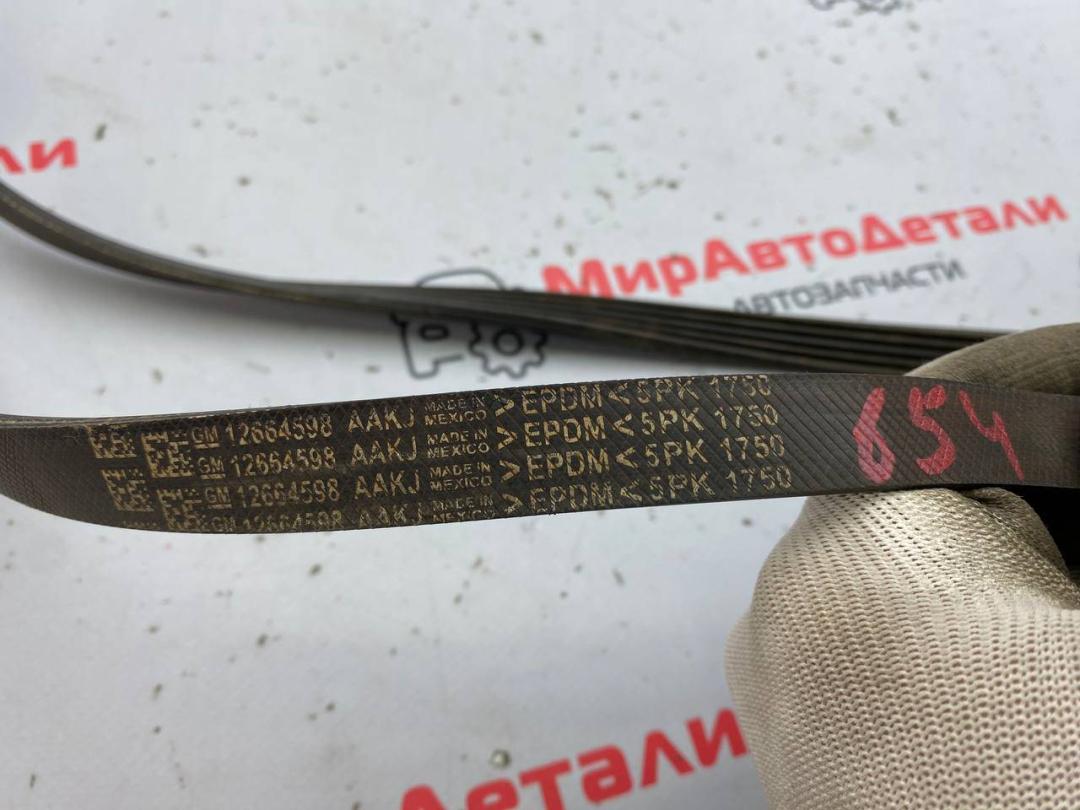 ли
МирАвтоДетали
АВТОЗАПЧАСТИ
GM 12664598 AAKJ MADE IN MEXICO >EPDM< 5PK 1750
GM 12664598 AAKJ MADE IN MEXICO >EPDM< 5PK 1750
GM 12664598 AAKJ MADE IN MEXICO >EPDM< 5PK 1750
GM 12664598 AAKJ MADE IN MEXICO >EPDM< 5PK 1750
654
АвтоДетали